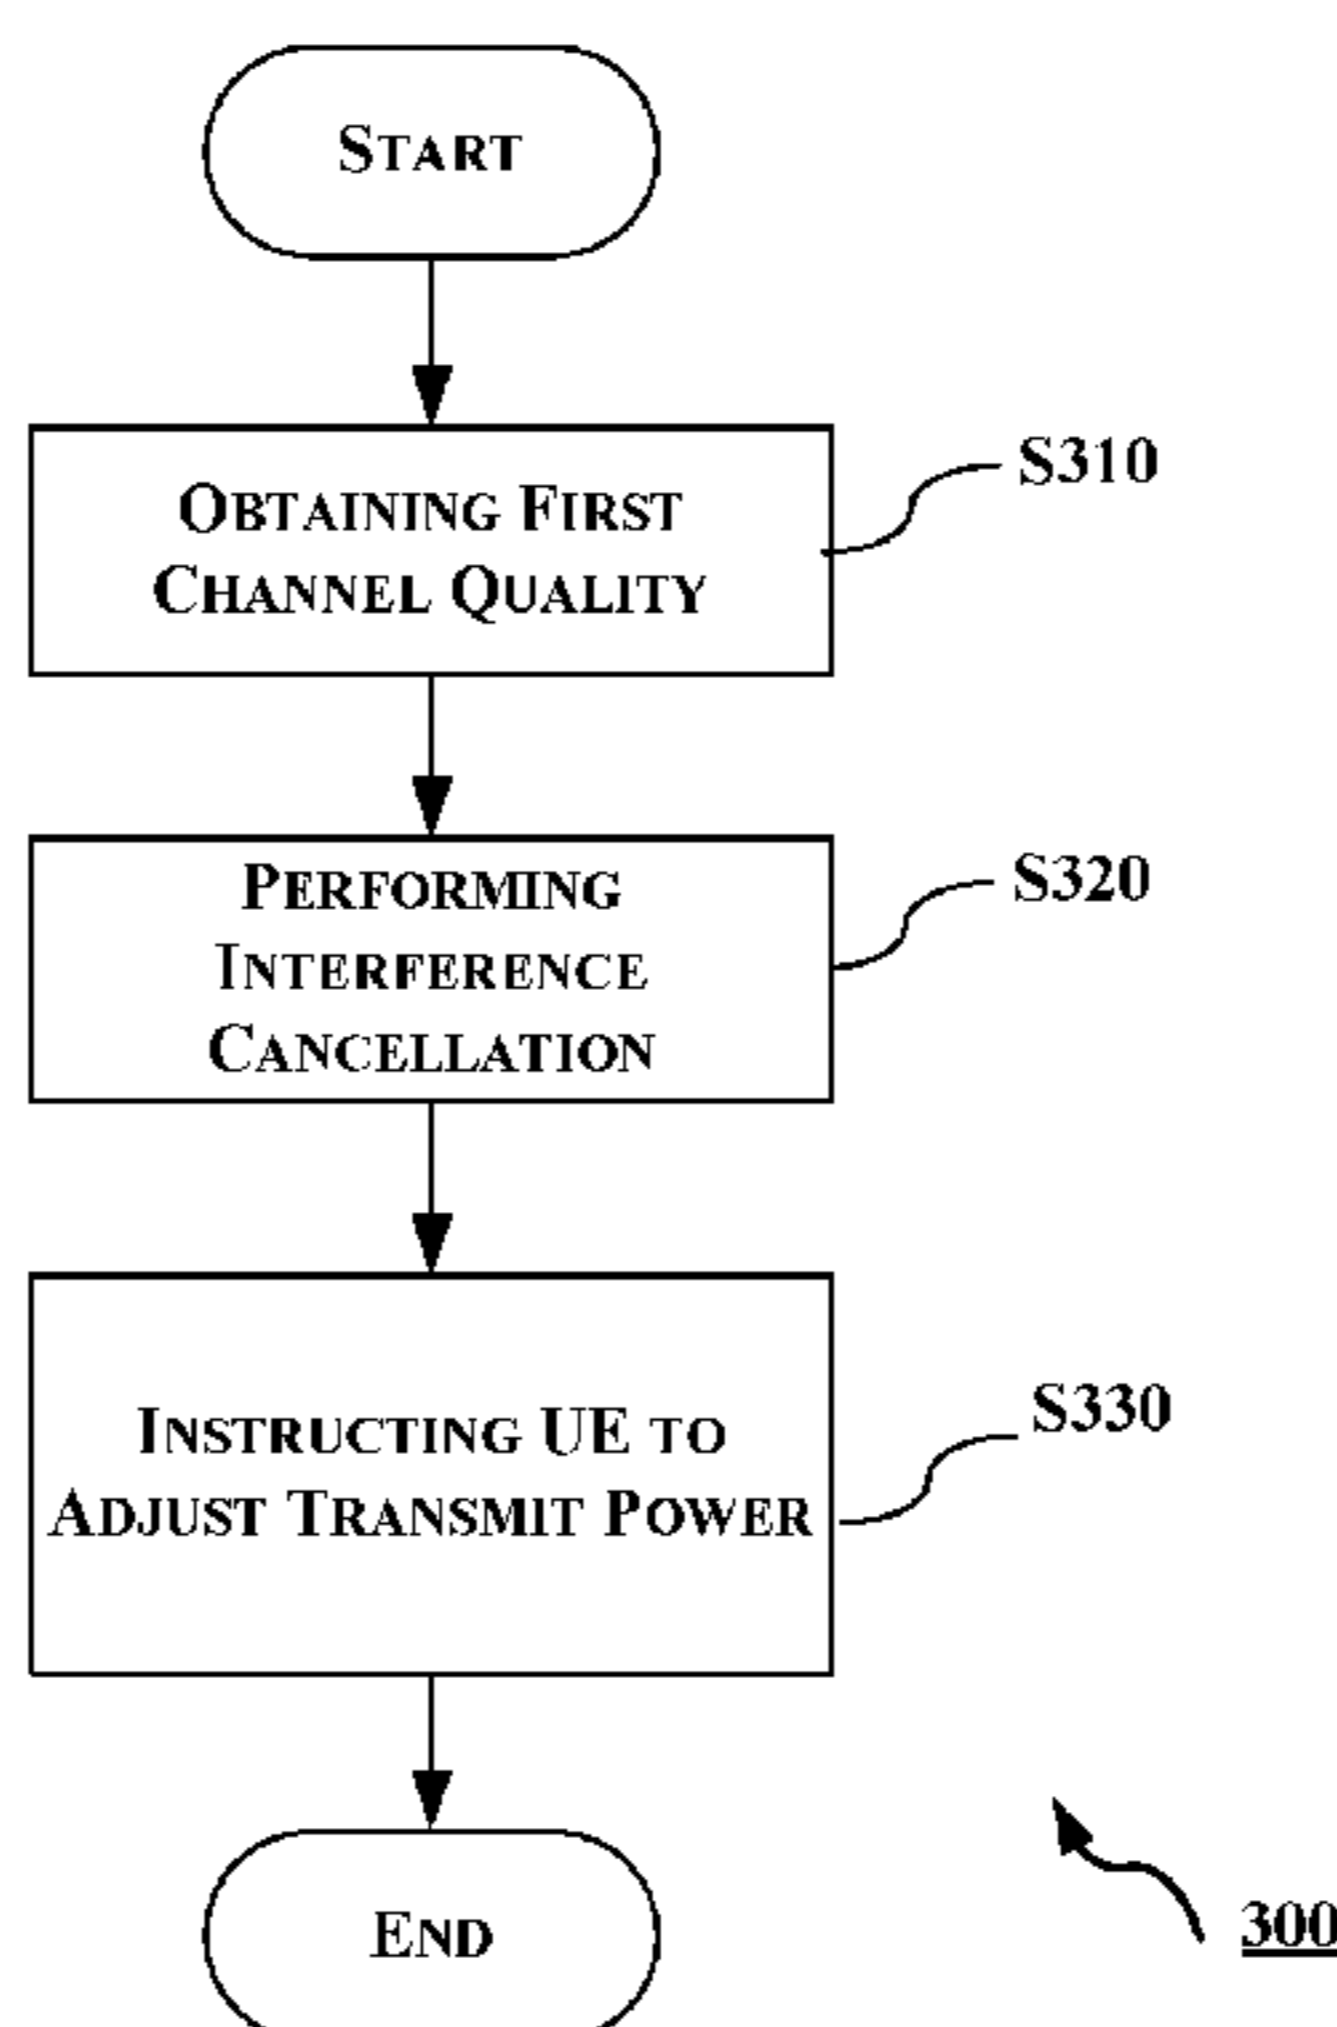 START
OBTAINING FIRST
CHANNEL QUALITY
S310
PERFORMING
INTERFERENCE
CANCELLATION
S320
INSTRUCTING UE TO
ADJUST TRANSMIT POWER
S330
END
300